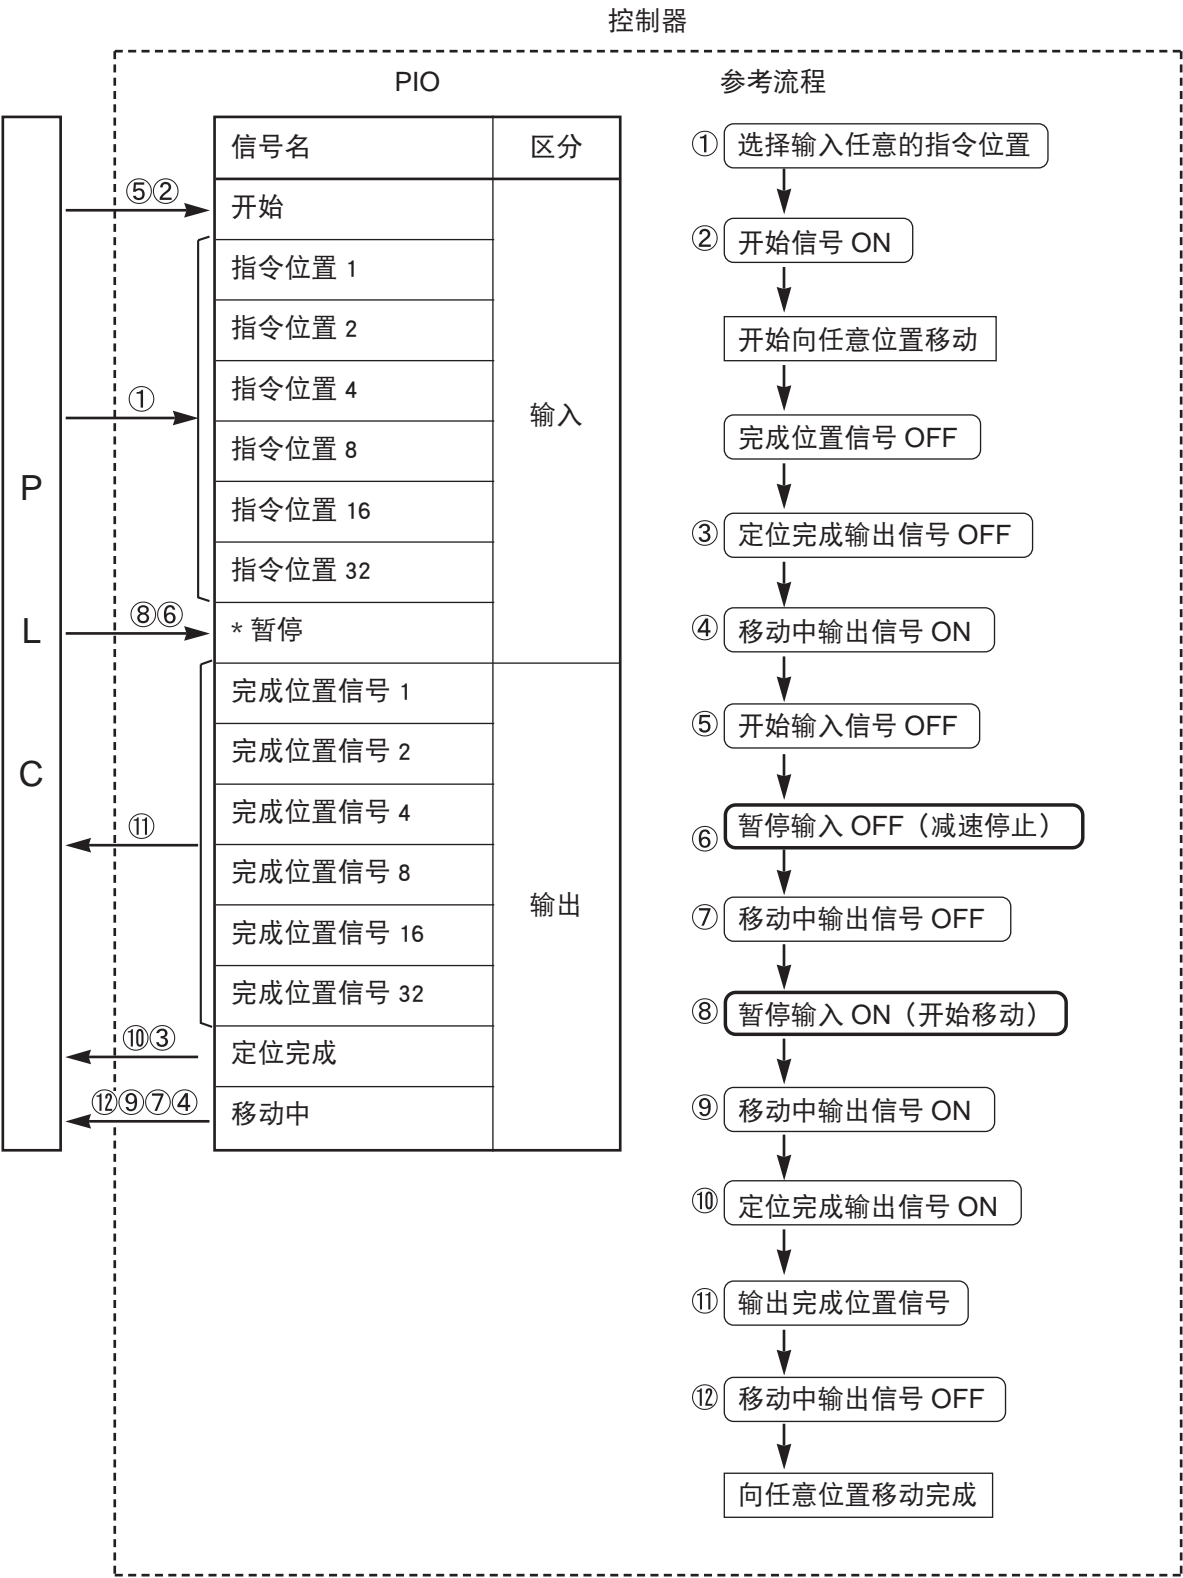 控制器
PIO
参考流程
P
L
C
信号名 区分
⑤② 开始
指令位置 1
指令位置 2
① 指令位置 4
指令位置 8
指令位置 16
指令位置 32
输入
⑧⑥ * 暂停
完成位置信号 1
完成位置信号 2
⑪ 完成位置信号 4
完成位置信号 8
完成位置信号 16
完成位置信号 32
输出
⑩③ 定位完成
⑫⑨⑦④ 移动中
① 选择输入任意的指令位置
② 开始信号 ON
开始向任意位置移动
完成位置信号 OFF
③ 定位完成输出信号 OFF
④ 移动中输出信号 ON
⑤ 开始输入信号 OFF
⑥ 暂停输入 OFF（减速停止）
⑦ 移动中输出信号 OFF
⑧ 暂停输入 ON（开始移动）
⑨ 移动中输出信号 ON
⑩ 定位完成输出信号 ON
⑪ 输出完成位置信号
⑫ 移动中输出信号 OFF
向任意位置移动完成